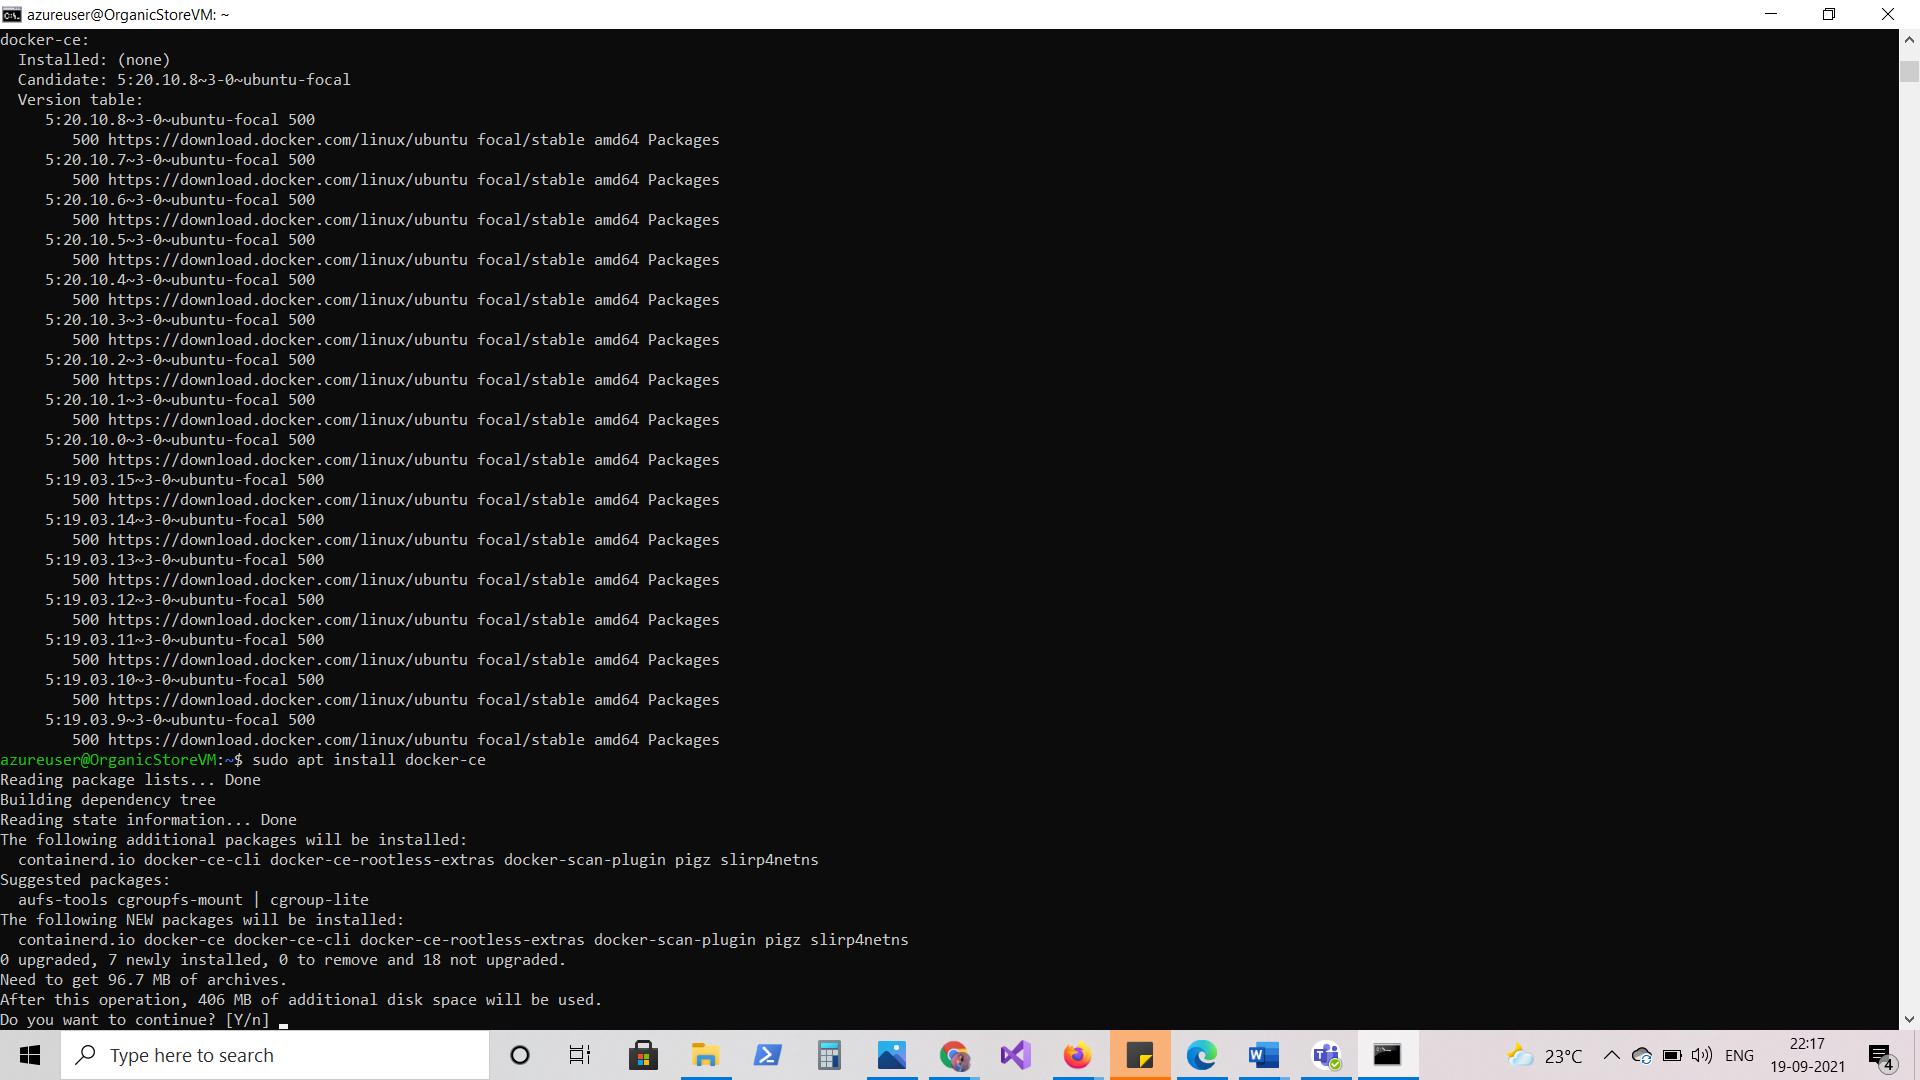 azureuser@OrganicStoreVM: ~
docker-ce:
  Installed: (none)
  Candidate: 5:20.10.8~3-0~ubuntu-focal
  Version table:
     5:20.10.8~3-0~ubuntu-focal 500
        500 https://download.docker.com/linux/ubuntu focal/stable amd64 Packages
     5:20.10.7~3-0~ubuntu-focal 500
        500 https://download.docker.com/linux/ubuntu focal/stable amd64 Packages
     5:20.10.6~3-0~ubuntu-focal 500
        500 https://download.docker.com/linux/ubuntu focal/stable amd64 Packages
     5:20.10.5~3-0~ubuntu-focal 500
        500 https://download.docker.com/linux/ubuntu focal/stable amd64 Packages
     5:20.10.4~3-0~ubuntu-focal 500
        500 https://download.docker.com/linux/ubuntu focal/stable amd64 Packages
     5:20.10.3~3-0~ubuntu-focal 500
        500 https://download.docker.com/linux/ubuntu focal/stable amd64 Packages
     5:20.10.2~3-0~ubuntu-focal 500
        500 https://download.docker.com/linux/ubuntu focal/stable amd64 Packages
     5:20.10.1~3-0~ubuntu-focal 500
        500 https://download.docker.com/linux/ubuntu focal/stable amd64 Packages
     5:20.10.0~3-0~ubuntu-focal 500
        500 https://download.docker.com/linux/ubuntu focal/stable amd64 Packages
     5:19.03.15~3-0~ubuntu-focal 500
        500 https://download.docker.com/linux/ubuntu focal/stable amd64 Packages
     5:19.03.14~3-0~ubuntu-focal 500
        500 https://download.docker.com/linux/ubuntu focal/stable amd64 Packages
     5:19.03.13~3-0~ubuntu-focal 500
        500 https://download.docker.com/linux/ubuntu focal/stable amd64 Packages
     5:19.03.12~3-0~ubuntu-focal 500
        500 https://download.docker.com/linux/ubuntu focal/stable amd64 Packages
     5:19.03.11~3-0~ubuntu-focal 500
        500 https://download.docker.com/linux/ubuntu focal/stable amd64 Packages
     5:19.03.10~3-0~ubuntu-focal 500
        500 https://download.docker.com/linux/ubuntu focal/stable amd64 Packages
     5:19.03.9~3-0~ubuntu-focal 500
        500 https://download.docker.com/linux/ubuntu focal/stable amd64 Packages
azureuser@OrganicStoreVM:~$ sudo apt install docker-ce
Reading package lists... Done
Building dependency tree
Reading state information... Done
The following additional packages will be installed:
  containerd.io docker-ce-cli docker-ce-rootless-extras docker-scan-plugin pigz slirp4netns
Suggested packages:
  aufs-tools cgroupfs-mount | cgroup-lite
The following NEW packages will be installed:
  containerd.io docker-ce docker-ce-cli docker-ce-rootless-extras docker-scan-plugin pigz slirp4netns
0 upgraded, 7 newly installed, 0 to remove and 18 not upgraded.
Need to get 96.7 MB of archives.
After this operation, 406 MB of additional disk space will be used.
Do you want to continue? [Y/n]
Type here to search
23°C
ENG
22:17
19-09-2021
4